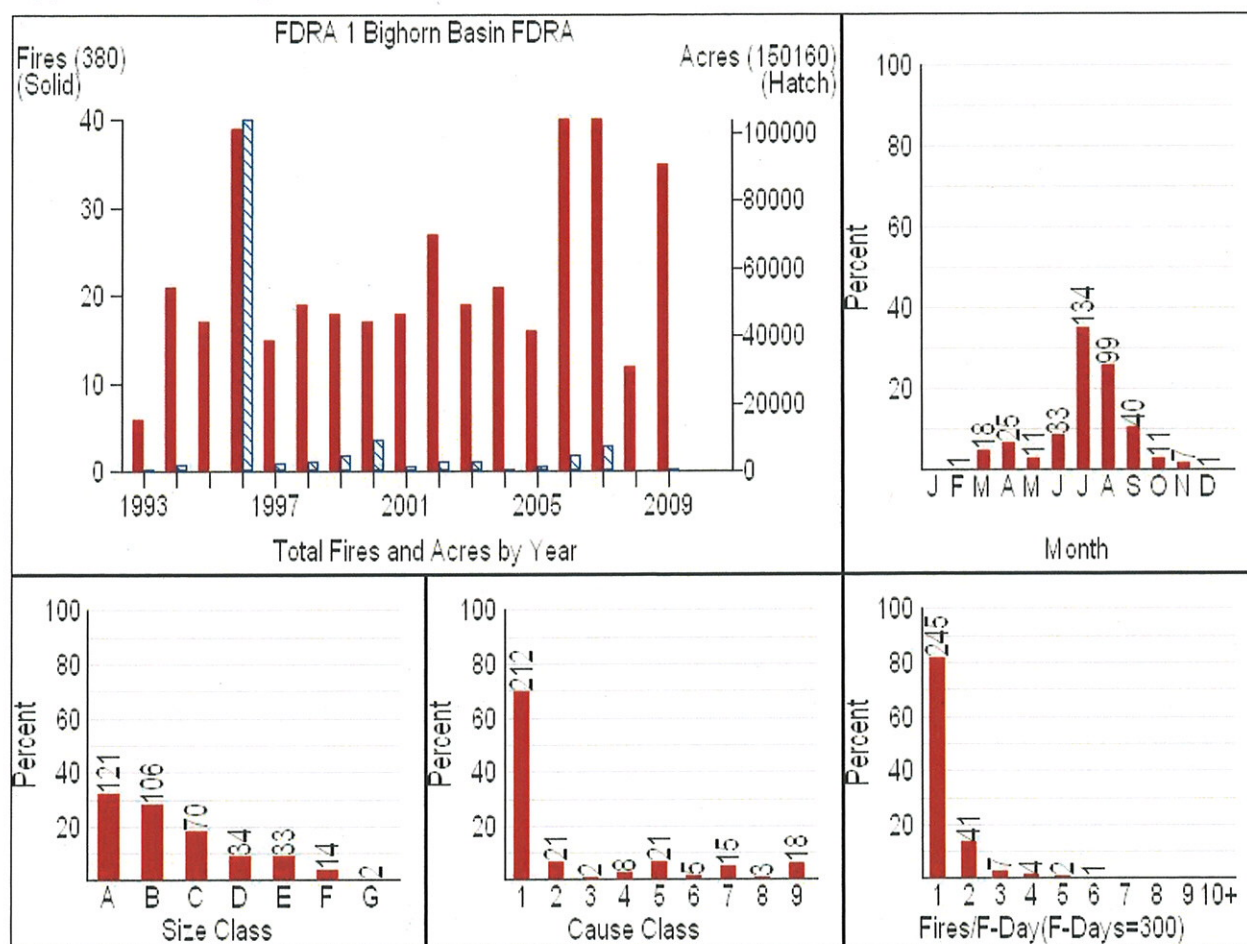 FDRA 1 Bighorn Basin FDRA
Fires (380)
(Solid)
Acres (150160)
(Hatch)
40
30
20
10
0
100000
80000
60000
40000
20000
0
1993 1997 2001 2005 2009
Total Fires and Acres by Year
100
80
60
40
20
Percent
1 18 25 11 33 134 99 40 11 7 1
J F M A M J J A S O N D
Month
100
80
60
40
20
Percent
121 106 70 34 33 14 2
A B C D E F G
Size Class
100
80
60
40
20
Percent
212 21 2 8 21 5 15 3 18
1 2 3 4 5 6 7 8 9
Cause Class
100
80
60
40
20
Percent
245 41 7 4 2 1
1 2 3 4 5 6 7 8 9 10+
Fires/F-Day(F-Days=300)